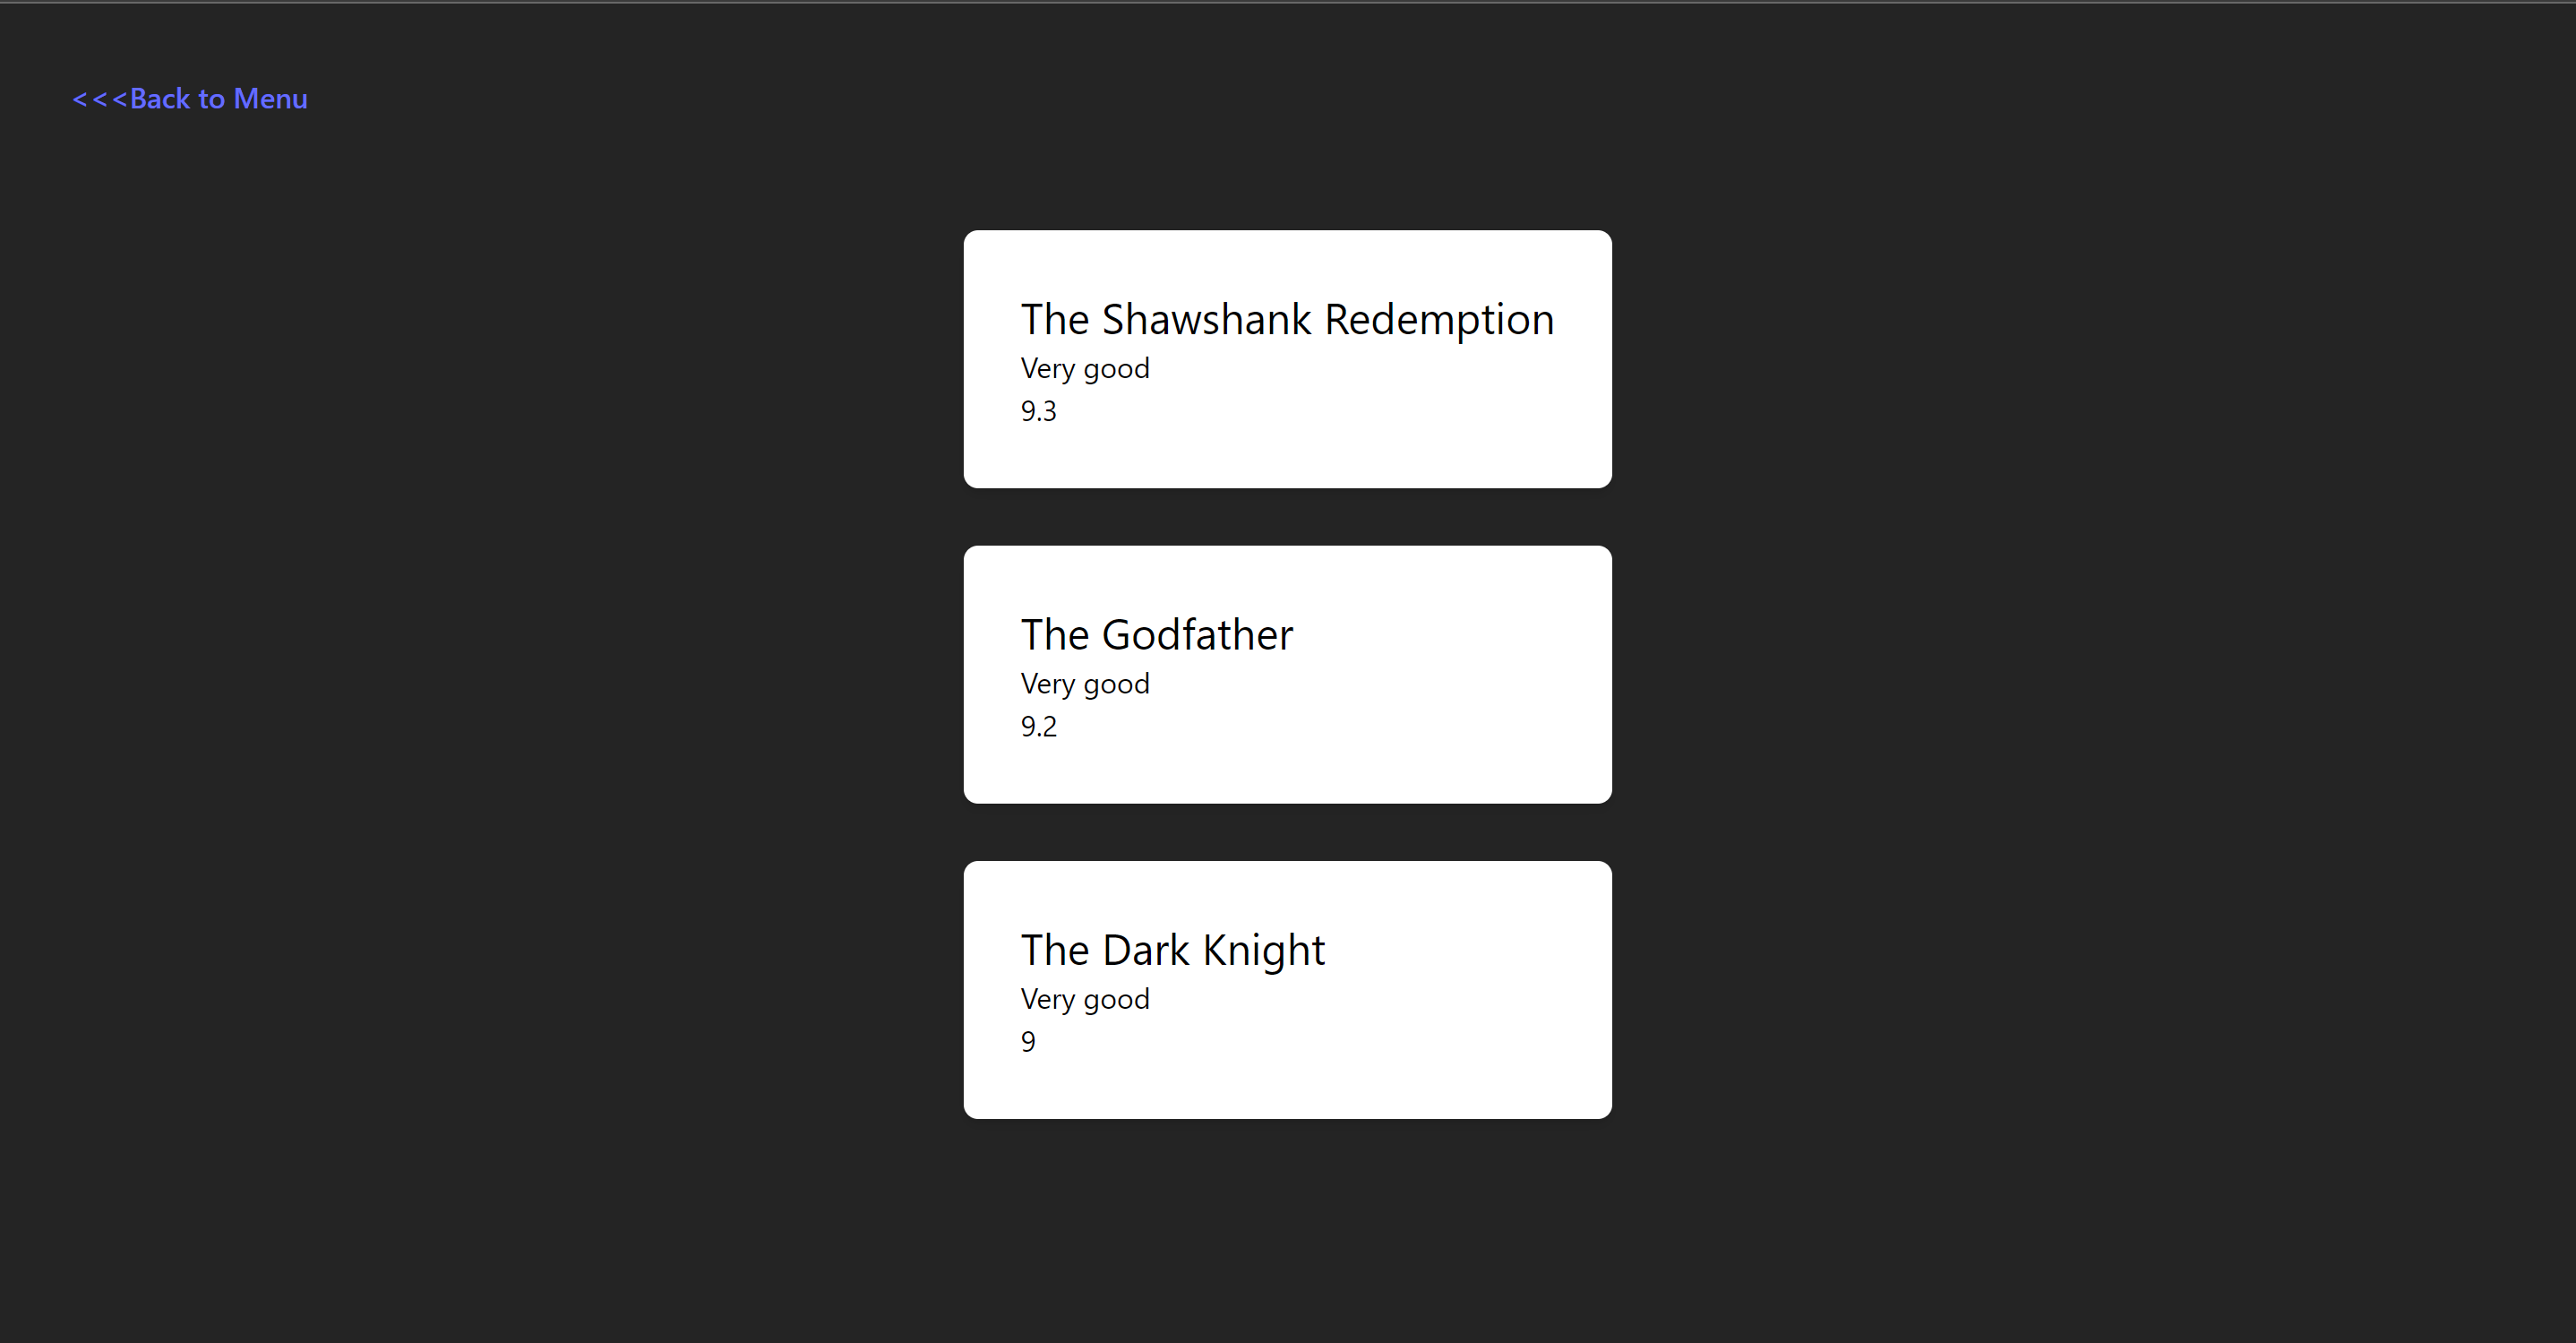 <<<Back to Menu
The Shawshank Redemption
Very good
9.3
The Godfather
Very good
9.2
The Dark Knight
Very good
9